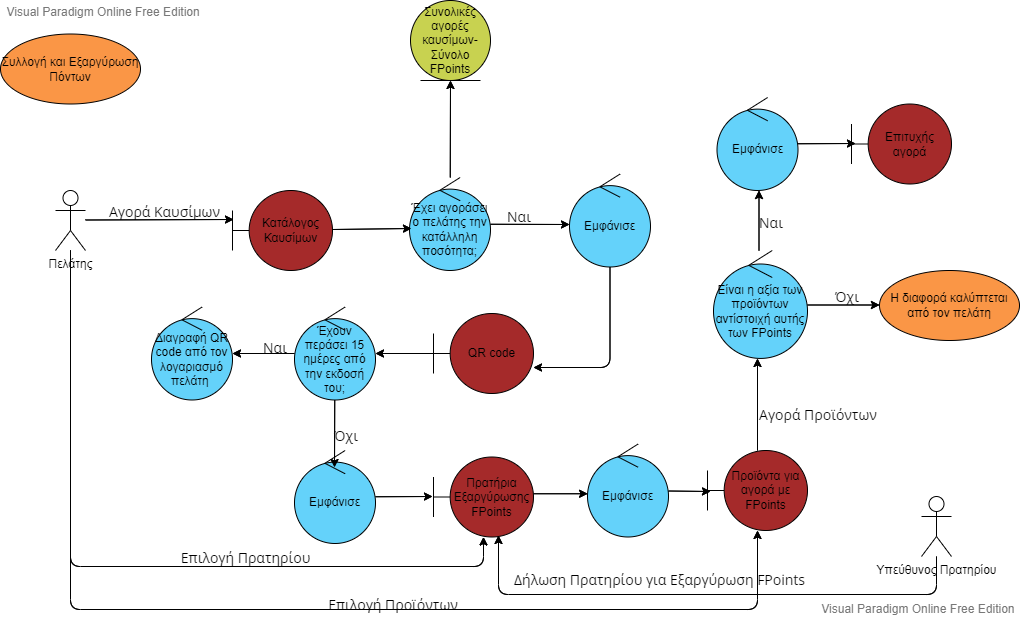 Visual Paradigm Online Free Edition
Συλλογή και Εξαργύρωση
Πόντων
Συνολικές
αγορές
καυσίμων-
Σύνολο
FPoints
Εμφάνισε
Επιτυχής
αγορά
Πελάτης
Αγορά Καυσίμων
Κατάλογος
Καυσίμων
Έχει αγοράσει
ο πελάτης την
κατάλληλη
ποσότητα;
Ναι
Εμφάνισε
Ναι
Είναι η αξία των
προϊόντων
αντίστοιχή αυτής
των FPoints
Όχι
Η διαφορά καλύπτεται
από τον πελάτη
Διαγραφή QR
code από τον
λογαριασμό
πελάτη
Ναι
Έχουν
περάσει 15
ημέρες από
την εκδοσή
του;
QR code
Όχι
Αγορά Προϊόντων
Εμφάνισε
Πρατήρια
Εξαργύρωσης
FPoints
Εμφάνισε
Προϊόντα για
αγορά με
FPoints
Επιλογή Πρατηρίου
Δήλωση Πρατηρίου για Εξαργύρωση FPoints
Υπεύθυνος Πρατηρίου
Επιλογή Προϊόντων
Visual Paradigm Online Free Edition